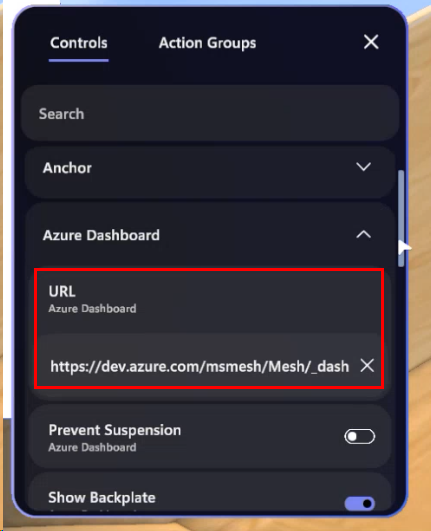 Controls
Action Groups
Search
Anchor
Azure Dashboard
URL
Azure Dashboard
https://dev.azure.com/msmesh/Mesh/_dash
Prevent Suspension
Azure Dashboard
Show Backplate